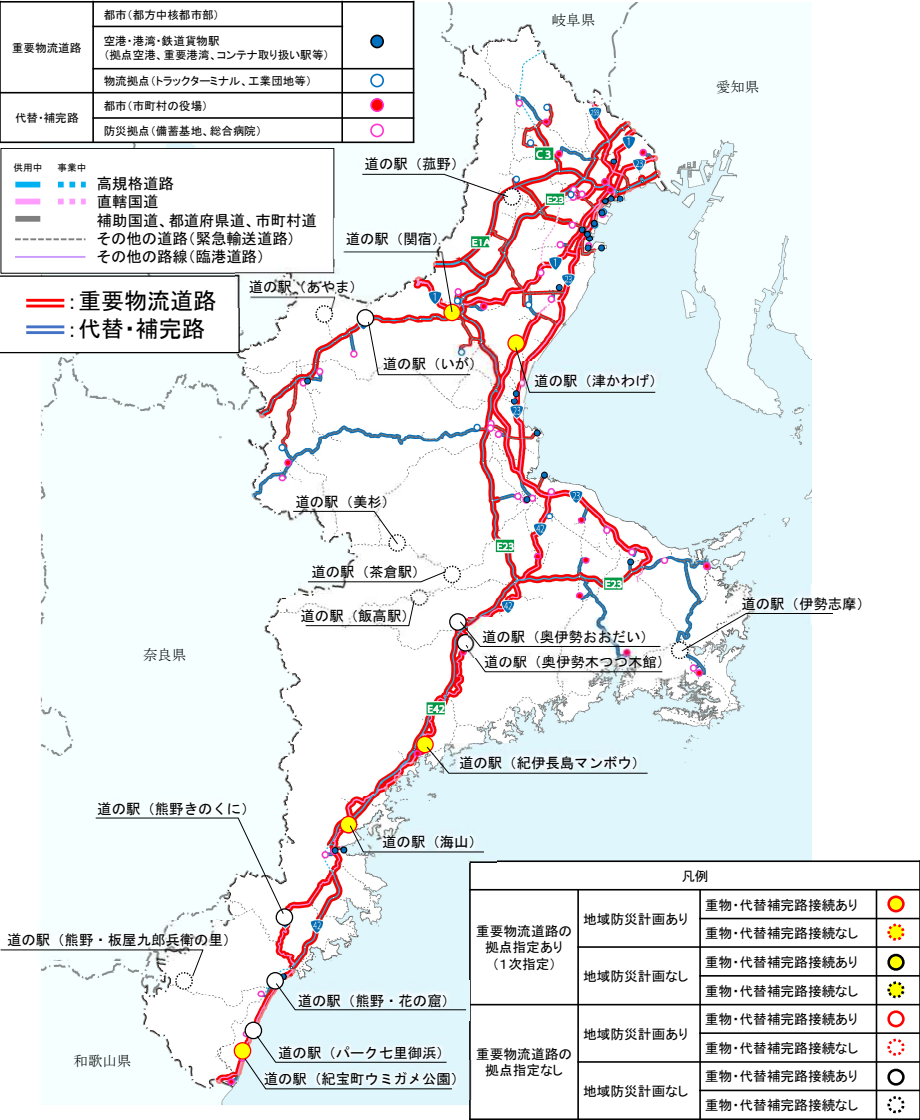 岐阜県
愛知県
重要物流道路
都市(都方中核都市部)
空港・港湾・鉄道貨物駅
(拠点空港、重要港湾、コンテナ取り扱い駅等)
物流拠点(トラックターミナル、工業団地等)
代替・補完路
都市(市町村の役場)
防災拠点(備蓄基地、総合病院)
供用中 事業中
高規格道路
直轄国道
補助国道、都道府県道、市町村道
その他の道路(緊急輸送道路)
その他の路線(臨港道路)
:重要物流道路
:代替・補完路
道の駅(菰野)
道の駅(関宿)
道の駅(あやま)
道の駅(いが)
道の駅(津かわげ)
C3
E23
E1A
1
23
1
1
23
23
道の駅(美杉)
道の駅(茶倉駅)
道の駅(飯高駅)
E23
42
23
E23
42
道の駅(伊勢志摩)
道の駅(奥伊勢おおだい)
道の駅(奥伊勢木つつ木館)
奈良県
E42
道の駅(紀伊長島マンボウ)
道の駅(熊野きのくに)
道の駅(海山)
42
道の駅(熊野・板屋九郎兵衛の里)
道の駅(熊野・花の窟)
道の駅(パーク七里御浜)
道の駅(紀宝町ウミガメ公園)
和歌山県
凡例
重要物流道路の
拠点指定あり
(1次指定)
地域防災計画あり
重物・代替補完路接続あり
重物・代替補完路接続なし
地域防災計画なし
重物・代替補完路接続あり
重物・代替補完路接続なし
重要物流道路の
拠点指定なし
地域防災計画あり
重物・代替補完路接続あり
重物・代替補完路接続なし
地域防災計画なし
重物・代替補完路接続あり
重物・代替補完路接続なし